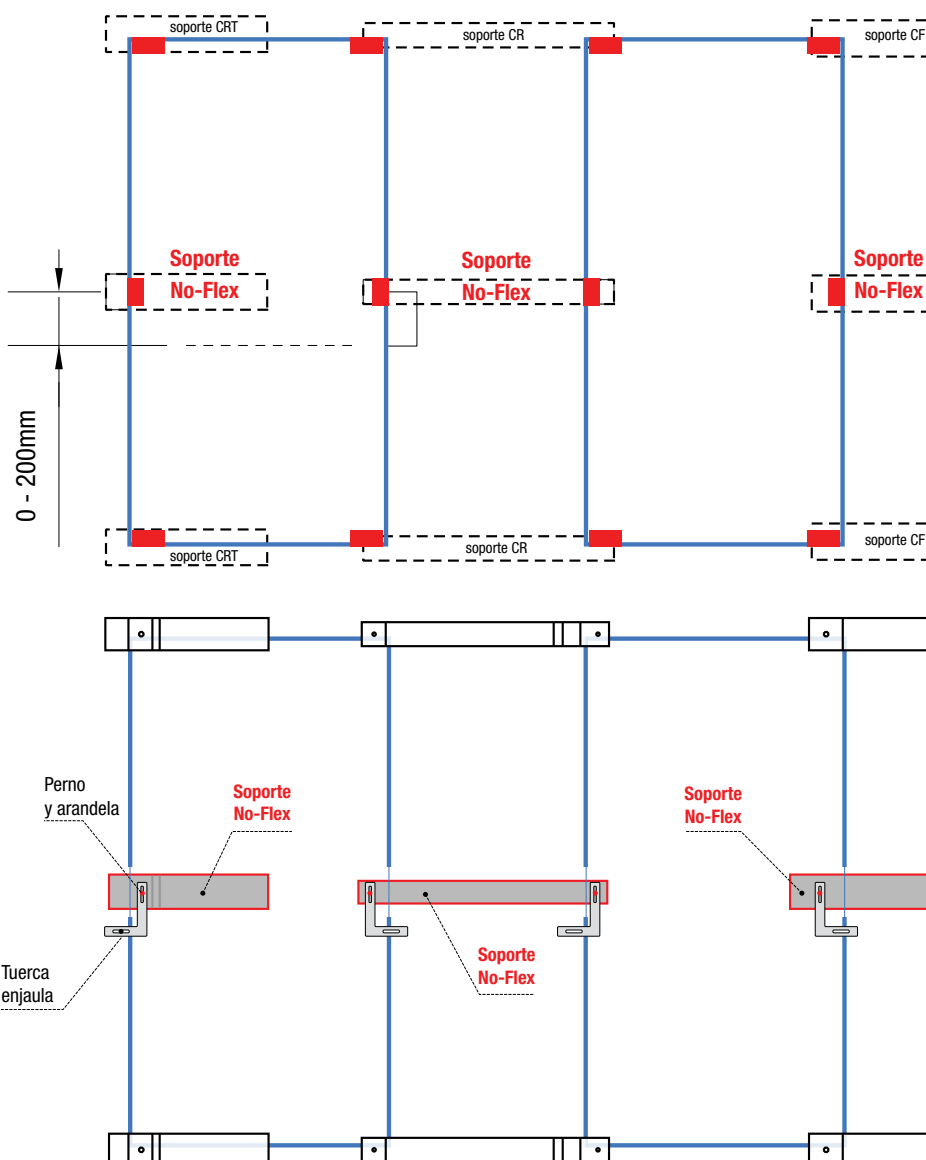 soporte CRT
soporte CR
soporte CF
Soporte
No-Flex
Soporte
No-Flex
Soporte
No-Flex
0 - 200mm
soporte CRT
soporte CR
soporte CF
Perno
y arandela
Soporte
No-Flex
Soporte
No-Flex
Soporte
No-Flex
Tuerca
enjaula